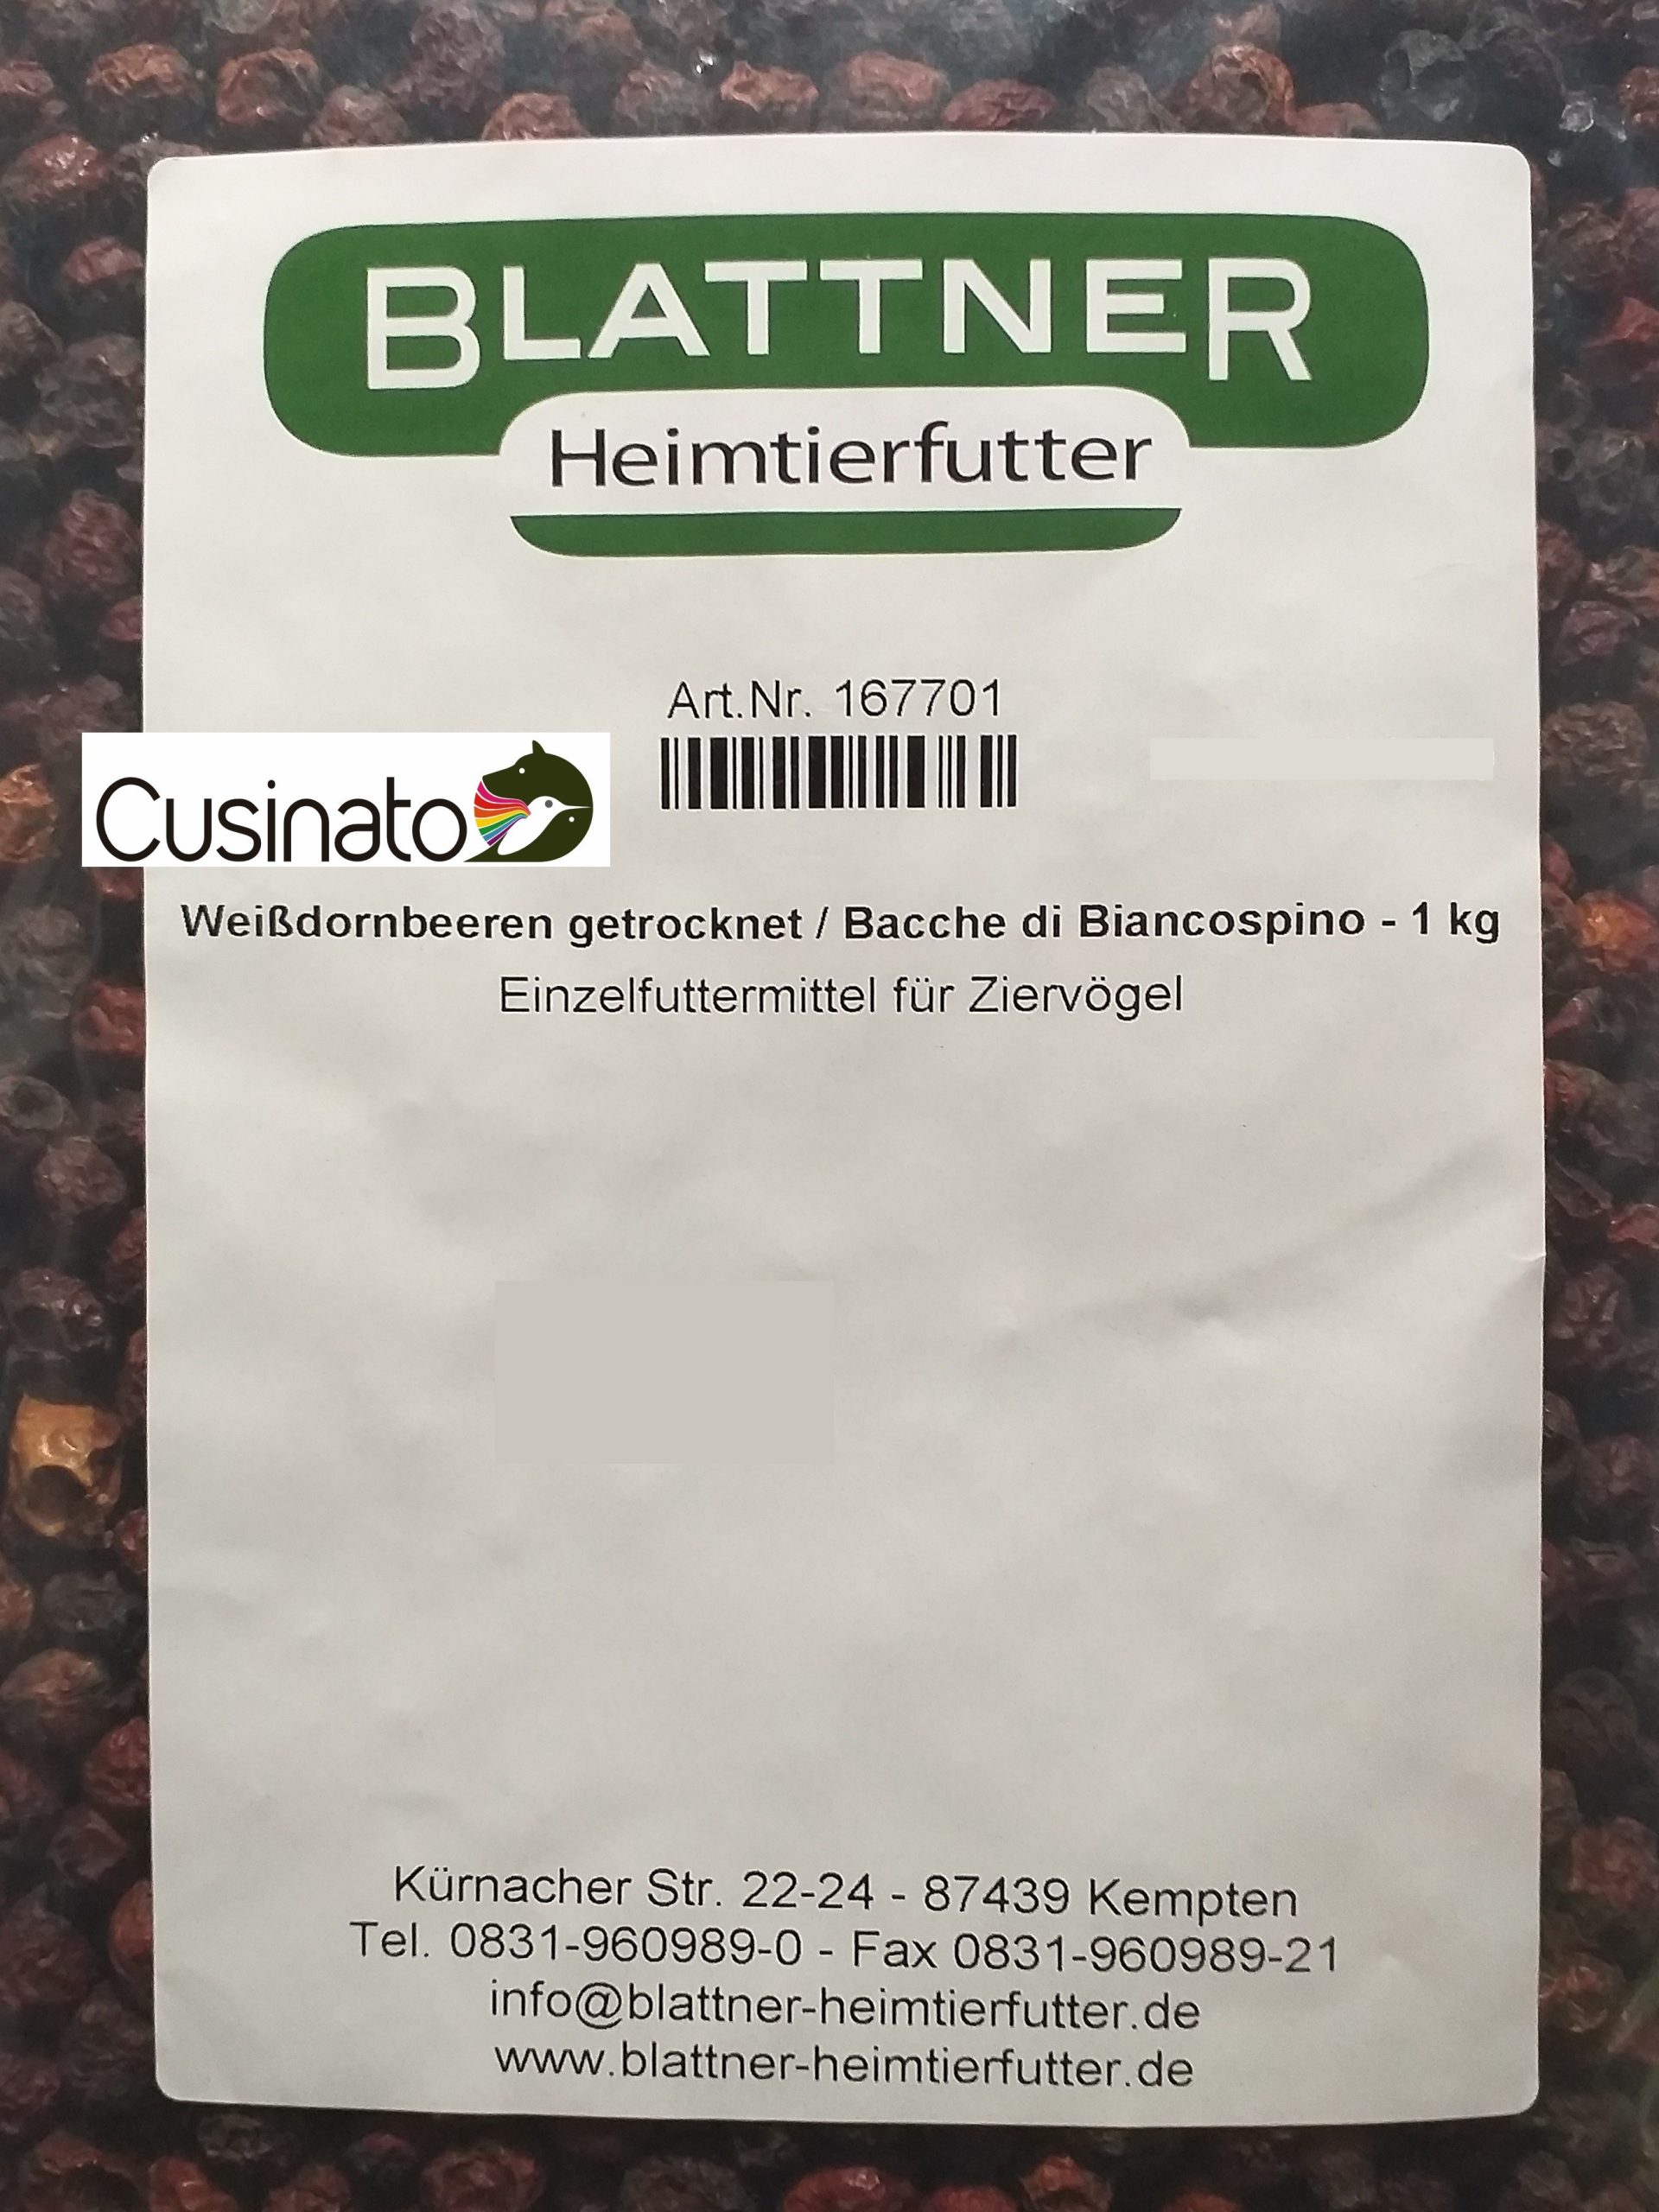 BLATTNER
Heimtierfutter
Art.Nr. 167701
Cusinato
Weißdornbeeren getrocknet / Bacche di Biancospino - 1 kg
Einzelfuttermittel für Ziervögel
Kürnacher Str. 22-24 - 87439 Kempten
Tel. 0831-960989-0 - Fax 0831-960989-21
info@blattner-heimtierfutter.de
www.blattner-heimtierfutter.de